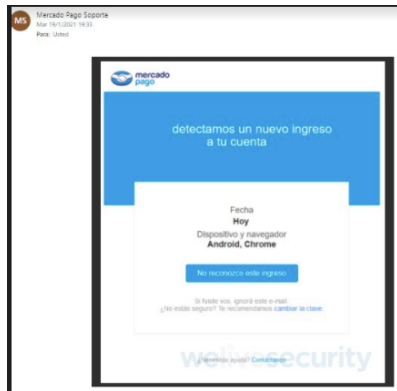 MS
Mercado Pago Soporte
Mar 19/1/2021 19:33
Para: Usted
mercado
pago
detectamos un nuevo ingreso
a tu cuenta
Fecha
Hoy
Dispositivo y navegador
Android, Chrome
No reconozco este ingreso
Si fuiste vos, ignorá este e-mail.
¿No estás seguro? Te recomendamos cambiar la clave.
¿Necesitas ayuda? Contáctanos
welivesecurity